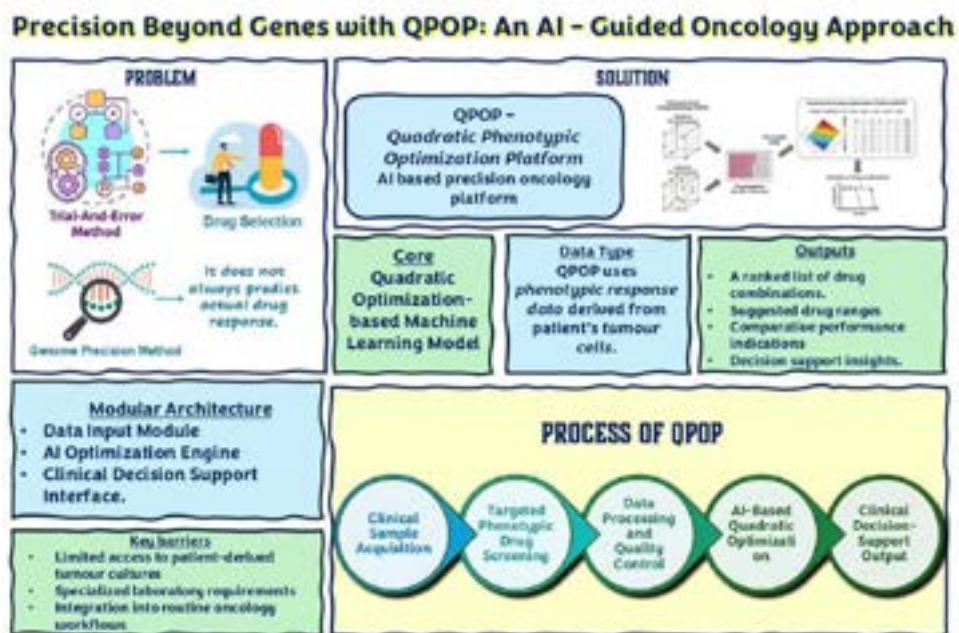 Precision Beyond Genes with QPOP: An AI – Guided Oncology Approach
PROBLEM
Trial-And-Error
Method
Drug Selection
It does not
always predict
actual drug
response.
Genome Precision Method
SOLUTION
QPOP –
Quadratic Phenotypic
Optimization Platform
AI based precision oncology
platform
Core
Quadratic
Optimization-
based Machine
Learning Model
Data Type
QPOP uses
phenotypic response
data derived from
patient's tumour
cells.
Outputs
• A ranked list of drug
combinations.
• Suggested drug ranges
• Comparative performance
indications
• Decision support insights.
Modular Architecture
• Data Input Module
• AI Optimization Engine
• Clinical Decision Support
Interface.
Key barriers
• Limited access to patient-derived
tumour cultures
• Specialized laboratory requirements
• Integration into routine oncology
workflows
PROCESS OF QPOP
Clinical
Sample
Acquisition
Targeted
Phenotypic
Drug
Screening
Data
Processing
and
Quality
Control
AI-Based
Quadratic
Optimizati
on
Clinical
Decision-
Support
Output